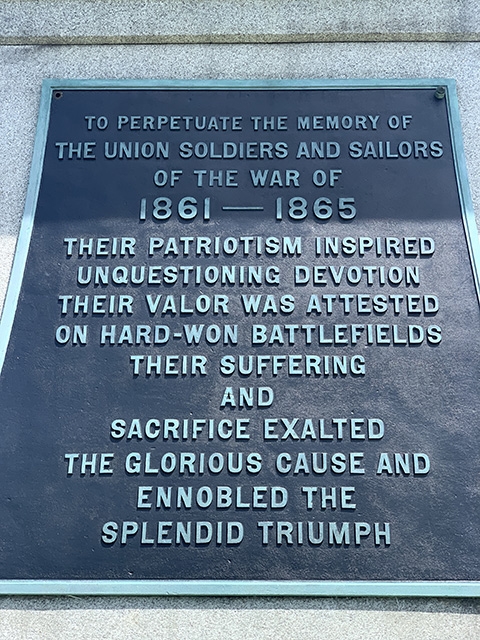 TO PERPETUATE THE MEMORY OF
THE UNION SOLDIERS AND SAILORS
OF THE WAR OF
1861 — 1865
THEIR PATRIOTISM INSPIRED
UNQUESTIONING DEVOTION
THEIR VALOR WAS ATTESTED
ON HARD-WON BATTLEFIELDS
THEIR SUFFERING
AND
SACRIFICE EXALTED
THE GLORIOUS CAUSE AND
ENNOBLED THE
SPLENDID TRIUMPH